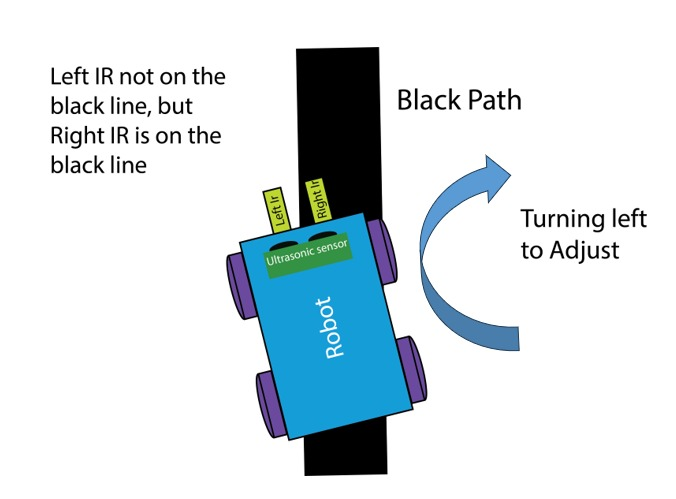 Left IR not on the
black line, but
Right IR is on the
black line
Black Path
Left Ir
Right Ir
Ultrasonic sensor
Robot
Turning left
to Adjust